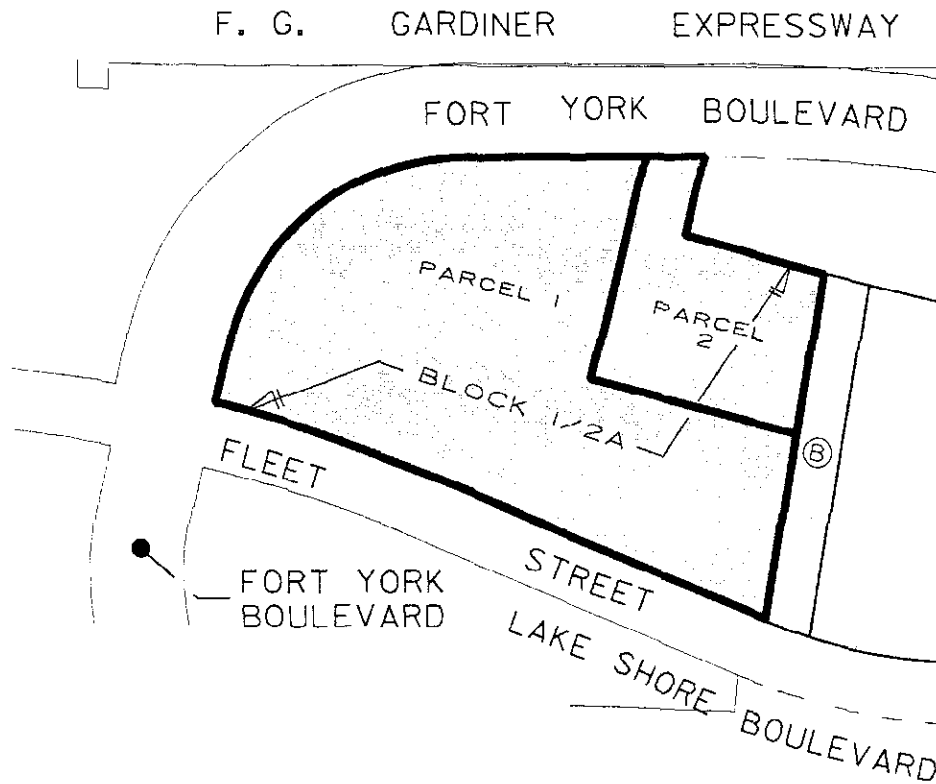 F. G. GARDINER EXPRESSWAY
FORT YORK BOULEVARD
PARCEL 1
PARCEL
2
BLOCK 1/2A
B
FLEET STREET
FORT YORK
BOULEVARD
LAKE SHORE BOULEVARD